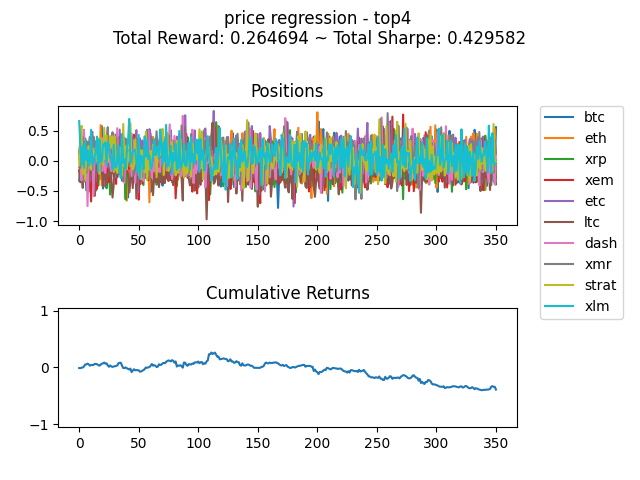 price regression - top4
Total Reward: 0.264694 ~ Total Sharpe: 0.429582
Positions
0.5
0.0
−0.5
−1.0
0 50 100 150 200 250 300 350
btc
eth
xrp
xem
etc
ltc
dash
xmr
strat
xlm
Cumulative Returns
1
0
−1
0 50 100 150 200 250 300 350